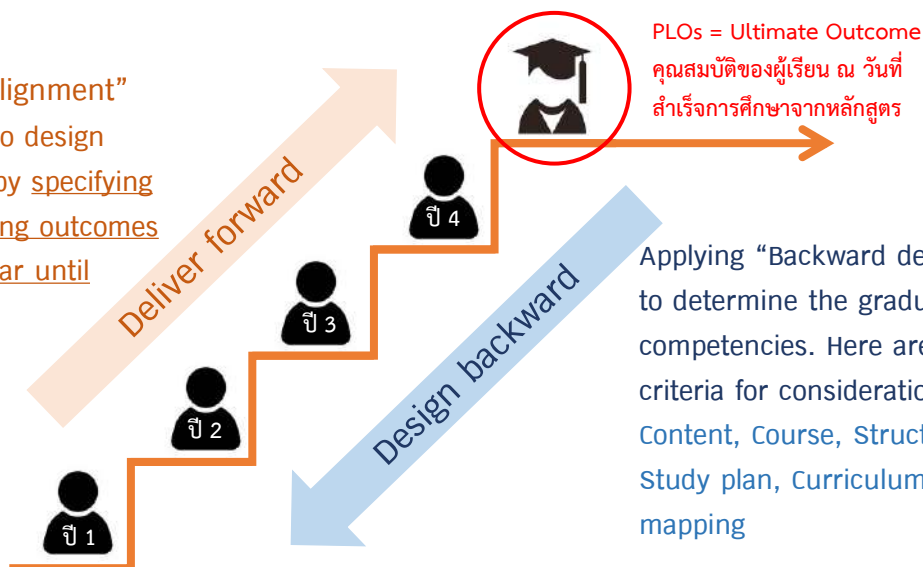 PLOs = Ultimate Outcome
คุณสมบัติของผู้เรียน ณ วันที่
สำเร็จการศึกษาจากหลักสูตร
lignment”
o design
by specifying
ing outcomes
ar until
Deliver forward
Design backward
ปี 4
ปี 3
ปี 2
ปี 1
Applying “Backward de
to determine the gradu
competencies. Here are
criteria for consideratio
Content, Course, Struct
Study plan, Curriculum
mapping